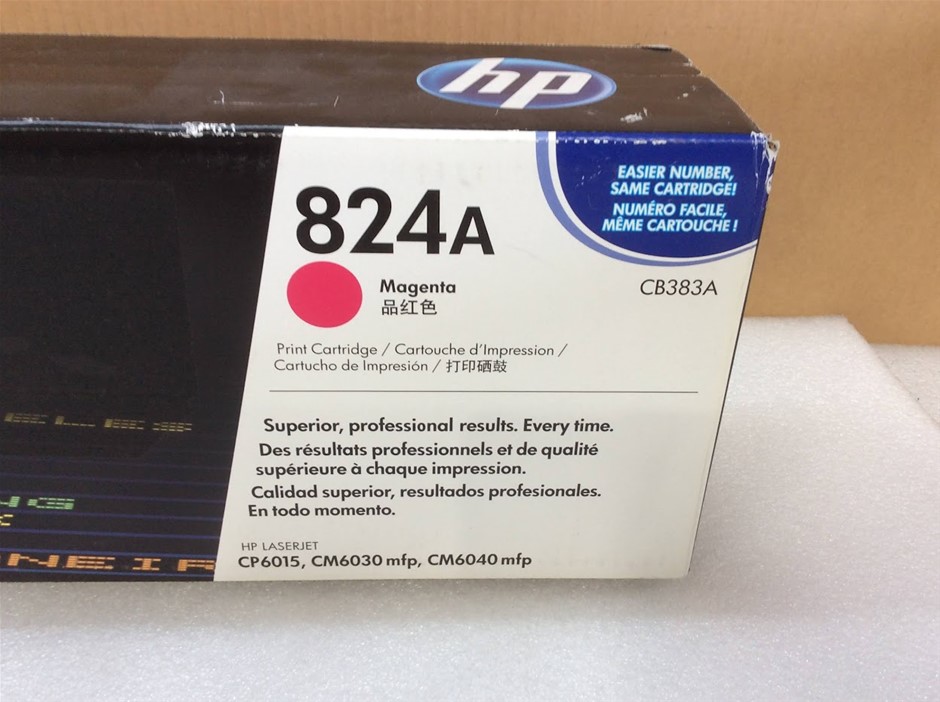 hp
EASIER NUMBER,
SAME CARTRIDGE!
NUMÉRO FACILE,
MÊME CARTOUCHE !
824A
Magenta
品红色
CB383A
Print Cartridge / Cartouche d'Impression /
Cartucho de Impresión / 打印硒鼓
Superior, professional results. Every time.
Des résultats professionnels et de qualité
supérieure à chaque impression.
Calidad superior, resultados profesionales.
En todo momento.
HP LASERJET
CP6015, CM6030 mfp, CM6040 mfp